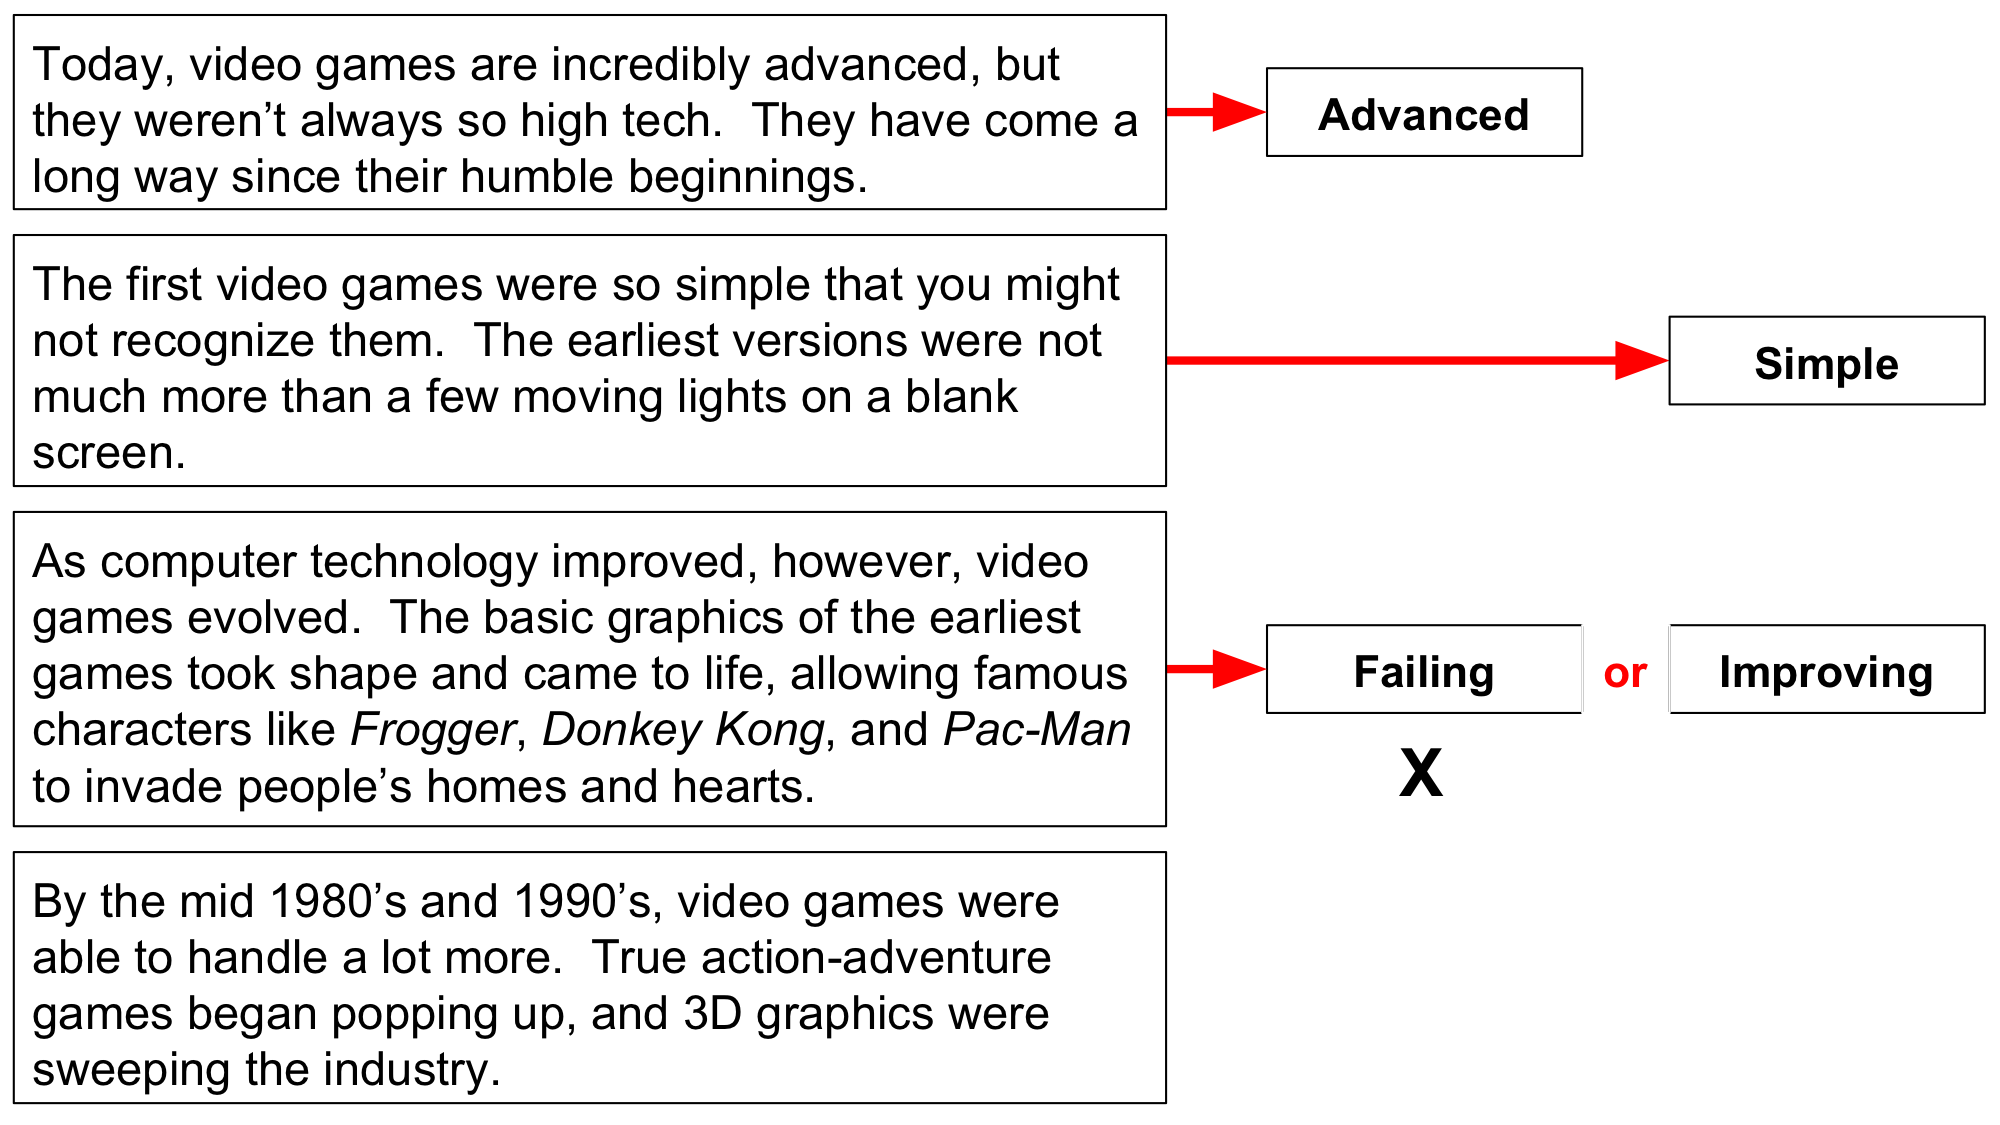 Today, video games are incredibly advanced, but
they weren’t always so high tech.  They have come a
long way since their humble beginnings.
Advanced
The first video games were so simple that you might
not recognize them.  The earliest versions were not
much more than a few moving lights on a blank
screen.
Simple
As computer technology improved, however, video
games evolved.  The basic graphics of the earliest
games took shape and came to life, allowing famous
characters like Frogger, Donkey Kong, and Pac-Man
to invade people’s homes and hearts.
Failing or Improving
X
By the mid 1980’s and 1990’s, video games were
able to handle a lot more.  True action-adventure
games began popping up, and 3D graphics were
sweeping the industry.